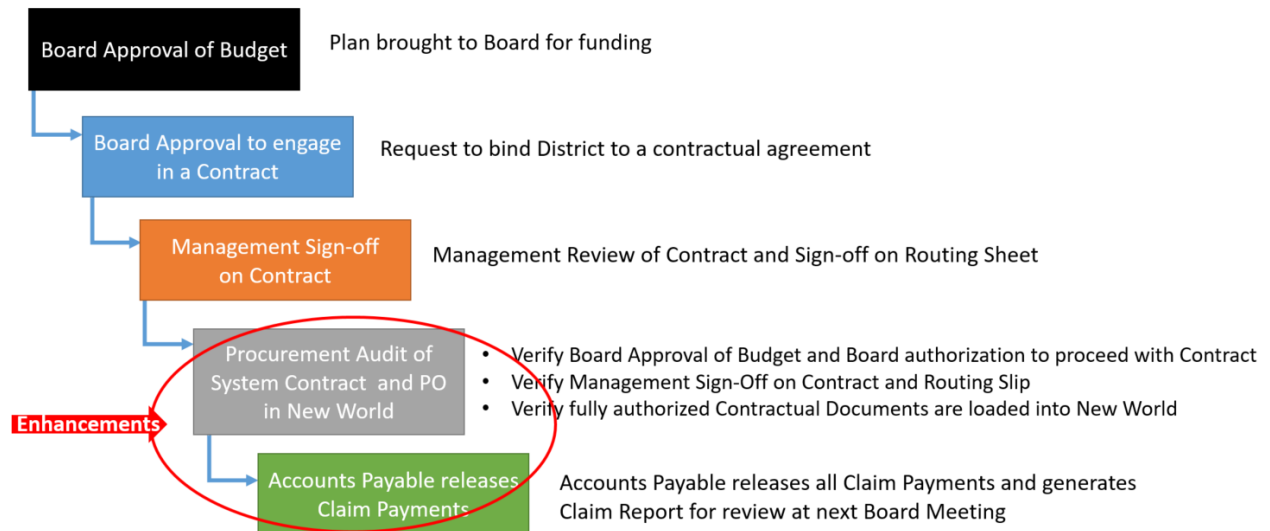 Board Approval of Budget
Plan brought to Board for funding
Board Approval to engage
in a Contract
Request to bind District to a contractual agreement
Management Sign-off
on Contract
Management Review of Contract and Sign-off on Routing Sheet
Enhancements
Procurement Audit of
System Contract and PO
in New World
• Verify Board Approval of Budget and Board authorization to proceed with Contract
• Verify Management Sign-Off on Contract and Routing Slip
• Verify fully authorized Contractual Documents are loaded into New World
Accounts Payable releases
Claim Payments
Accounts Payable releases all Claim Payments and generates
Claim Report for review at next Board Meeting